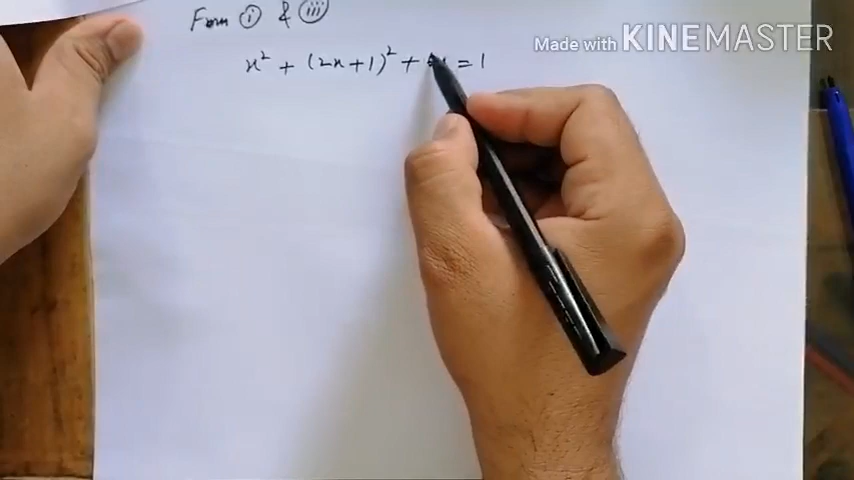 From (i) & (iii)
Made with KINEMASTER
x² + (2x+1)² + = 1